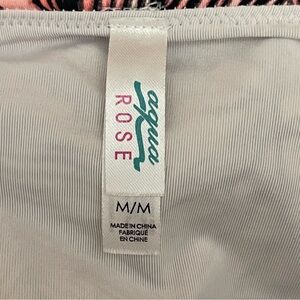 aqua
ROSE
M/M
MADE IN CHINA
FABRIQUÉ
EN CHINE